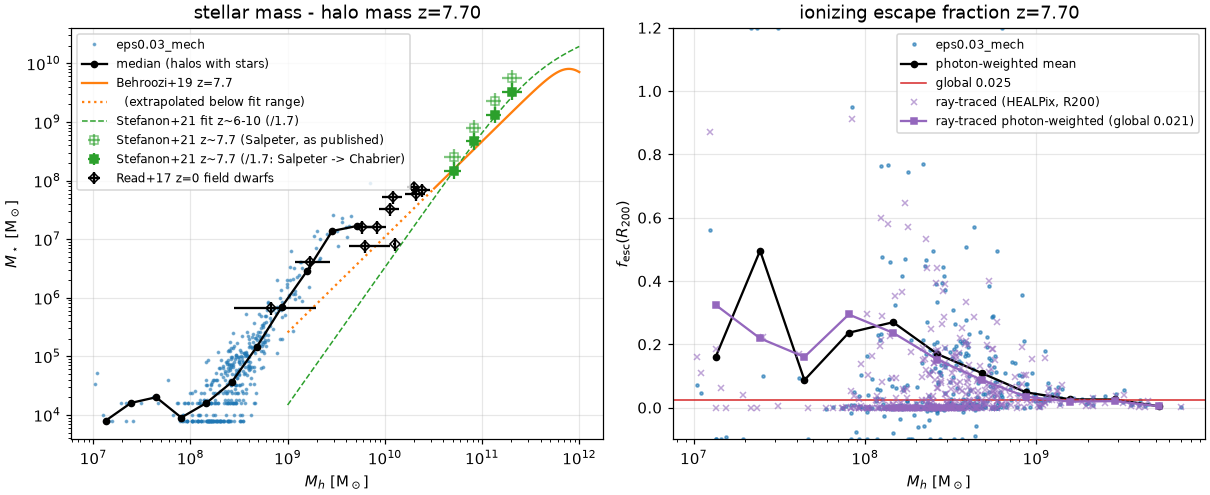 stellar mass - halo mass z=7.70
eps0.03_mech
median (halos with stars)
Behroozi+19 z=7.7
(extrapolated below fit range)
Stefanon+21 fit z~6-10 (/1.7)
Stefanon+21 z~7.7 (Salpeter, as published)
Stefanon+21 z~7.7 (/1.7: Salpeter -> Chabrier)
Read+17 z=0 field dwarfs
M⋆ [M⊙]
10¹⁰
10⁹
10⁸
10⁷
10⁶
10⁵
10⁴
10⁷ 10⁸ 10⁹ 10¹⁰ 10¹¹ 10¹²
Mh [M⊙]
ionizing escape fraction z=7.70
eps0.03_mech
photon-weighted mean
global 0.025
ray-traced (HEALPix, R200)
ray-traced photon-weighted (global 0.021)
fesc(R200)
1.2
1.0
0.8
0.6
0.4
0.2
0.0
10⁷ 10⁸ 10⁹
Mh [M⊙]